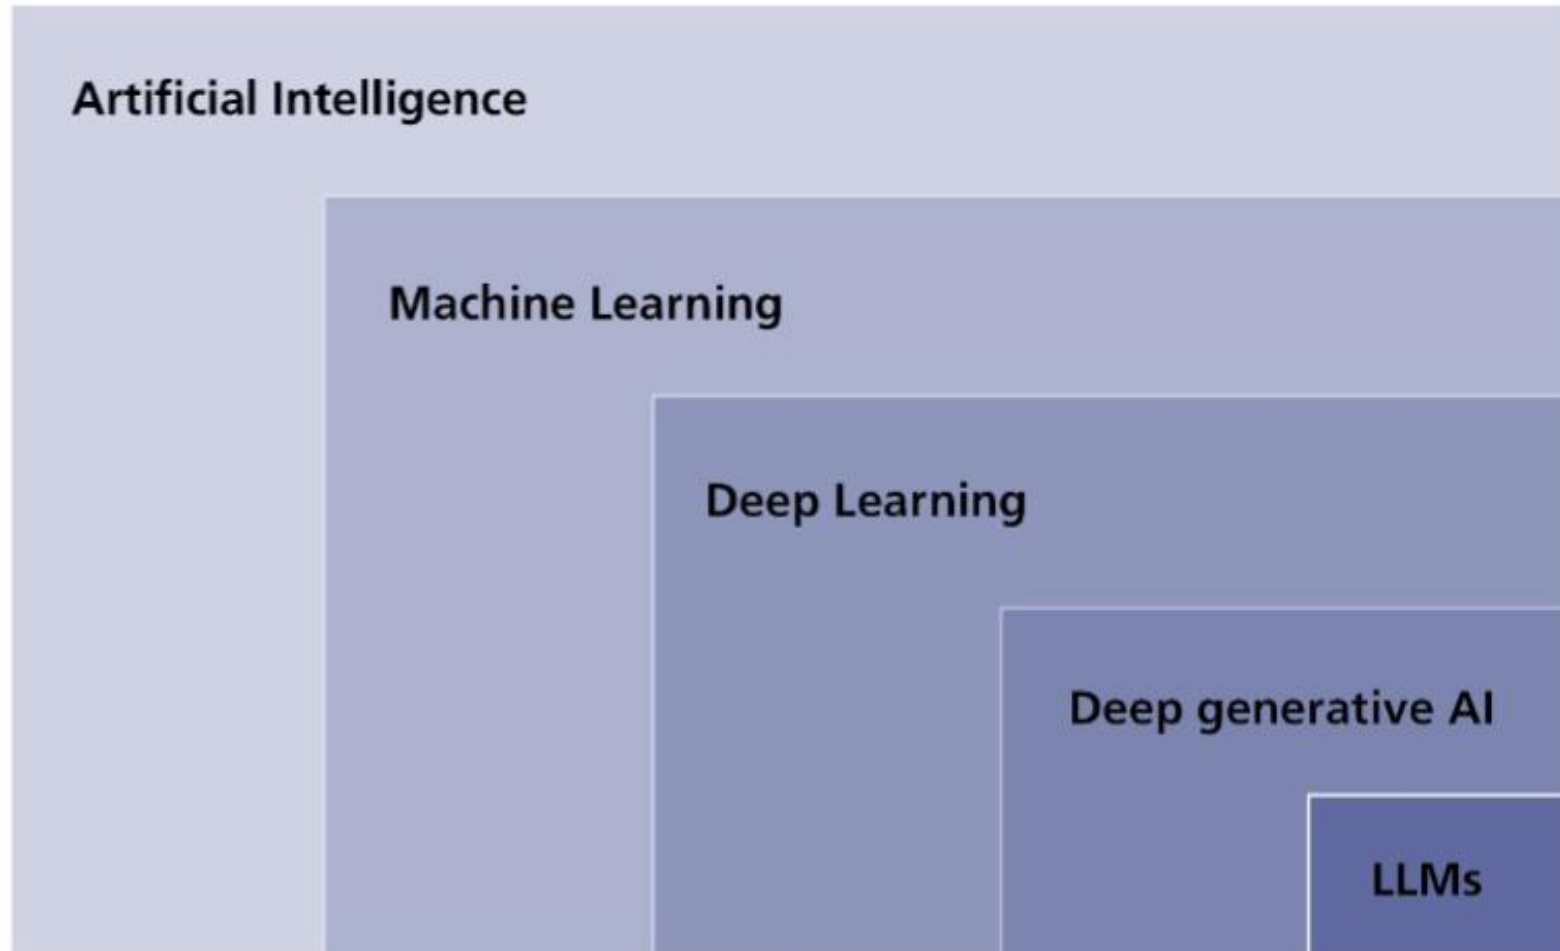 Artificial Intelligence
Machine Learning
Deep Learning
Deep generative AI
LLMs